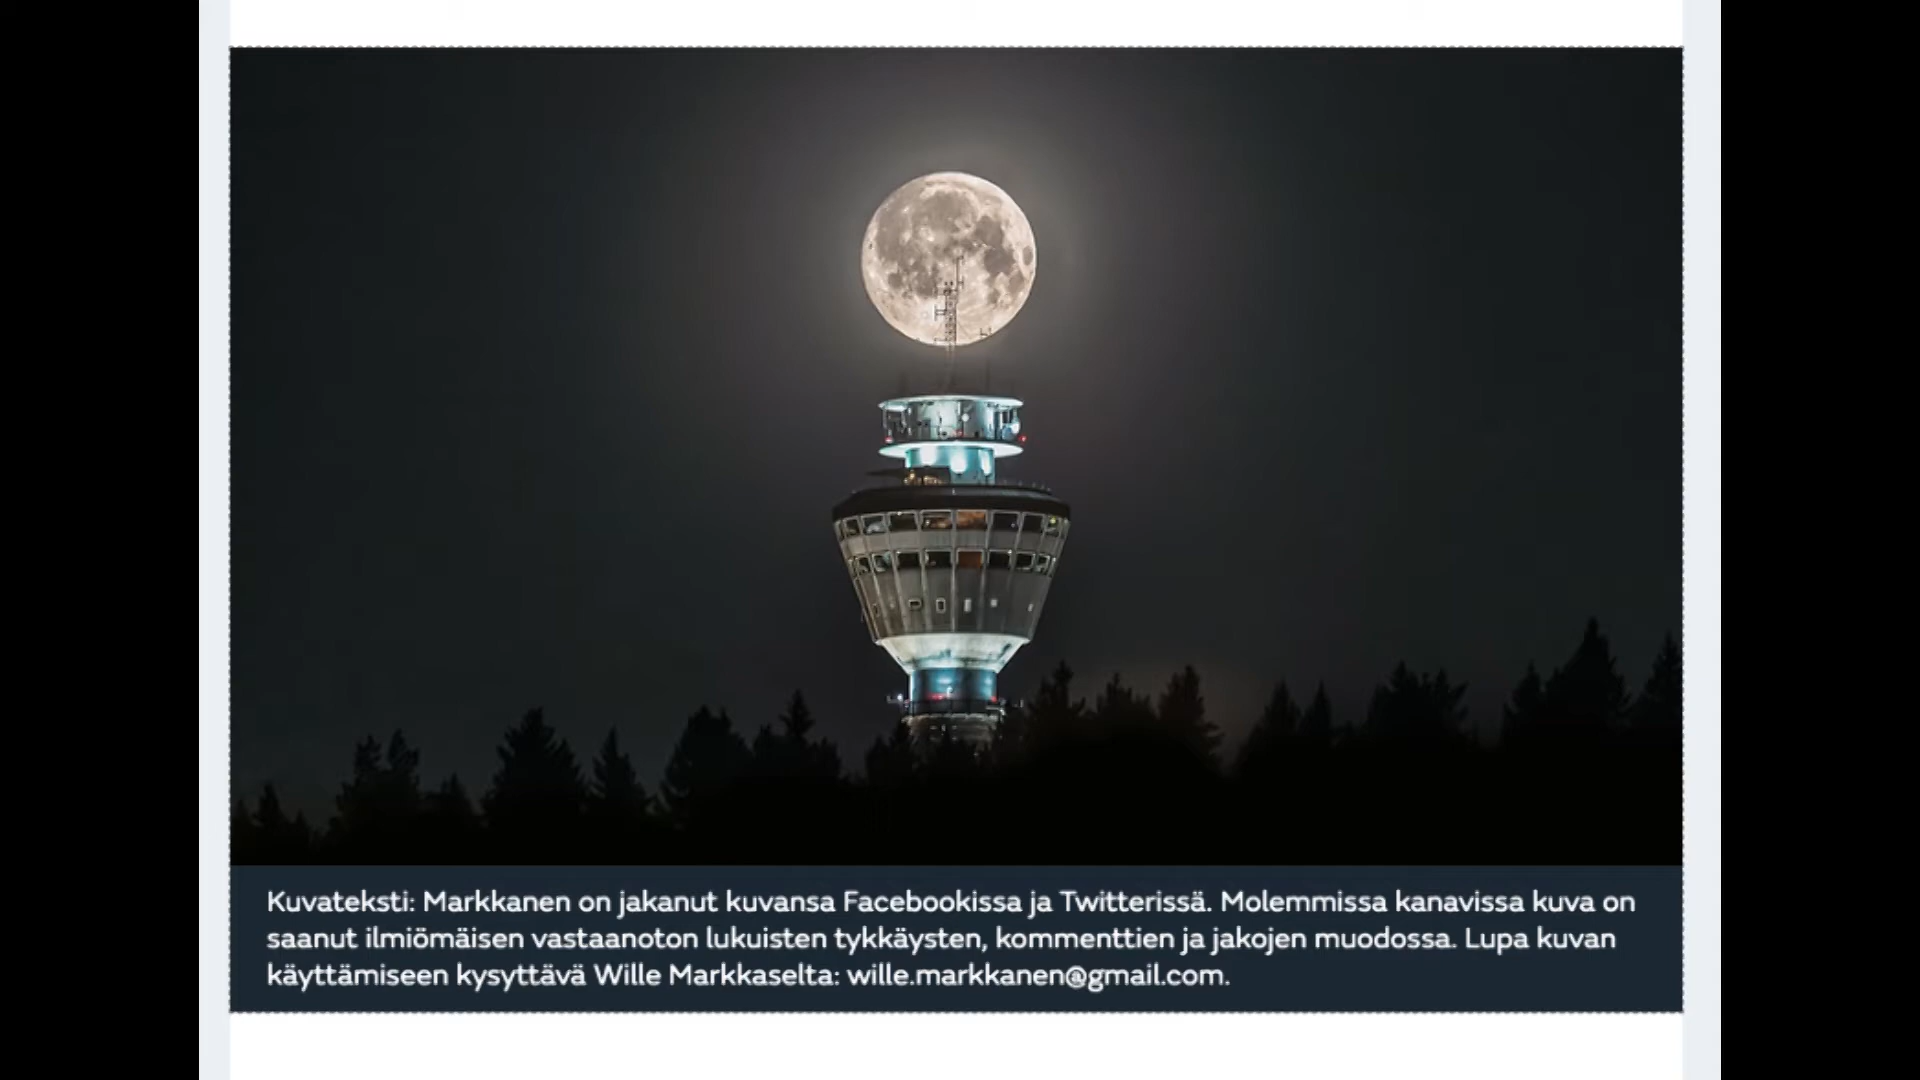 Kuvateksti: Markkanen on jakanut kuvansa Facebookissa ja Twitterissä. Molemmissa kanavissa kuva on
saanut ilmiömäisen vastaanoton lukuisten tykkäysten, kommenttien ja jakojen muodossa. Lupa kuvan
käyttämiseen kysyttävä Wille Markkaselta: wille.markkanen@gmail.com.